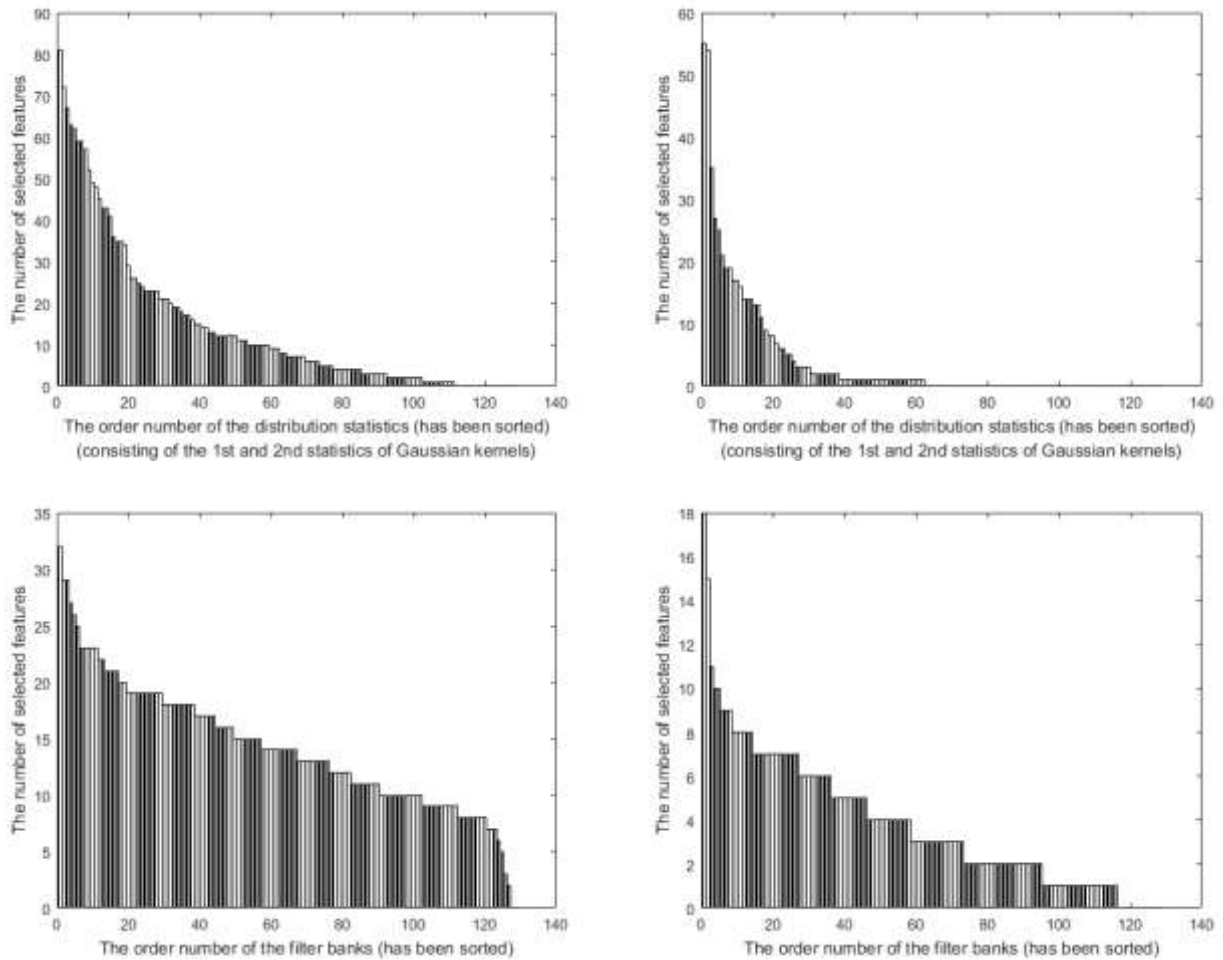 90
80
70
60
50
40
30
20
10
0
0 20 40 60 80 100 120 140
The number of selected features
The order number of the distribution statistics (has been sorted)
(consisting of the 1st and 2nd statistics of Gaussian kernels)
60
50
40
30
20
10
0
0 20 40 60 80 100 120 140
The number of selected features
The order number of the distribution statistics (has been sorted)
(consisting of the 1st and 2nd statistics of Gaussian kernels)
35
30
25
20
15
10
5
0
0 20 40 60 80 100 120 140
The number of selected features
The order number of the filter banks (has been sorted)
18
16
14
12
10
8
6
4
2
0
0 20 40 60 80 100 120 140
The number of selected features
The order number of the filter banks (has been sorted)